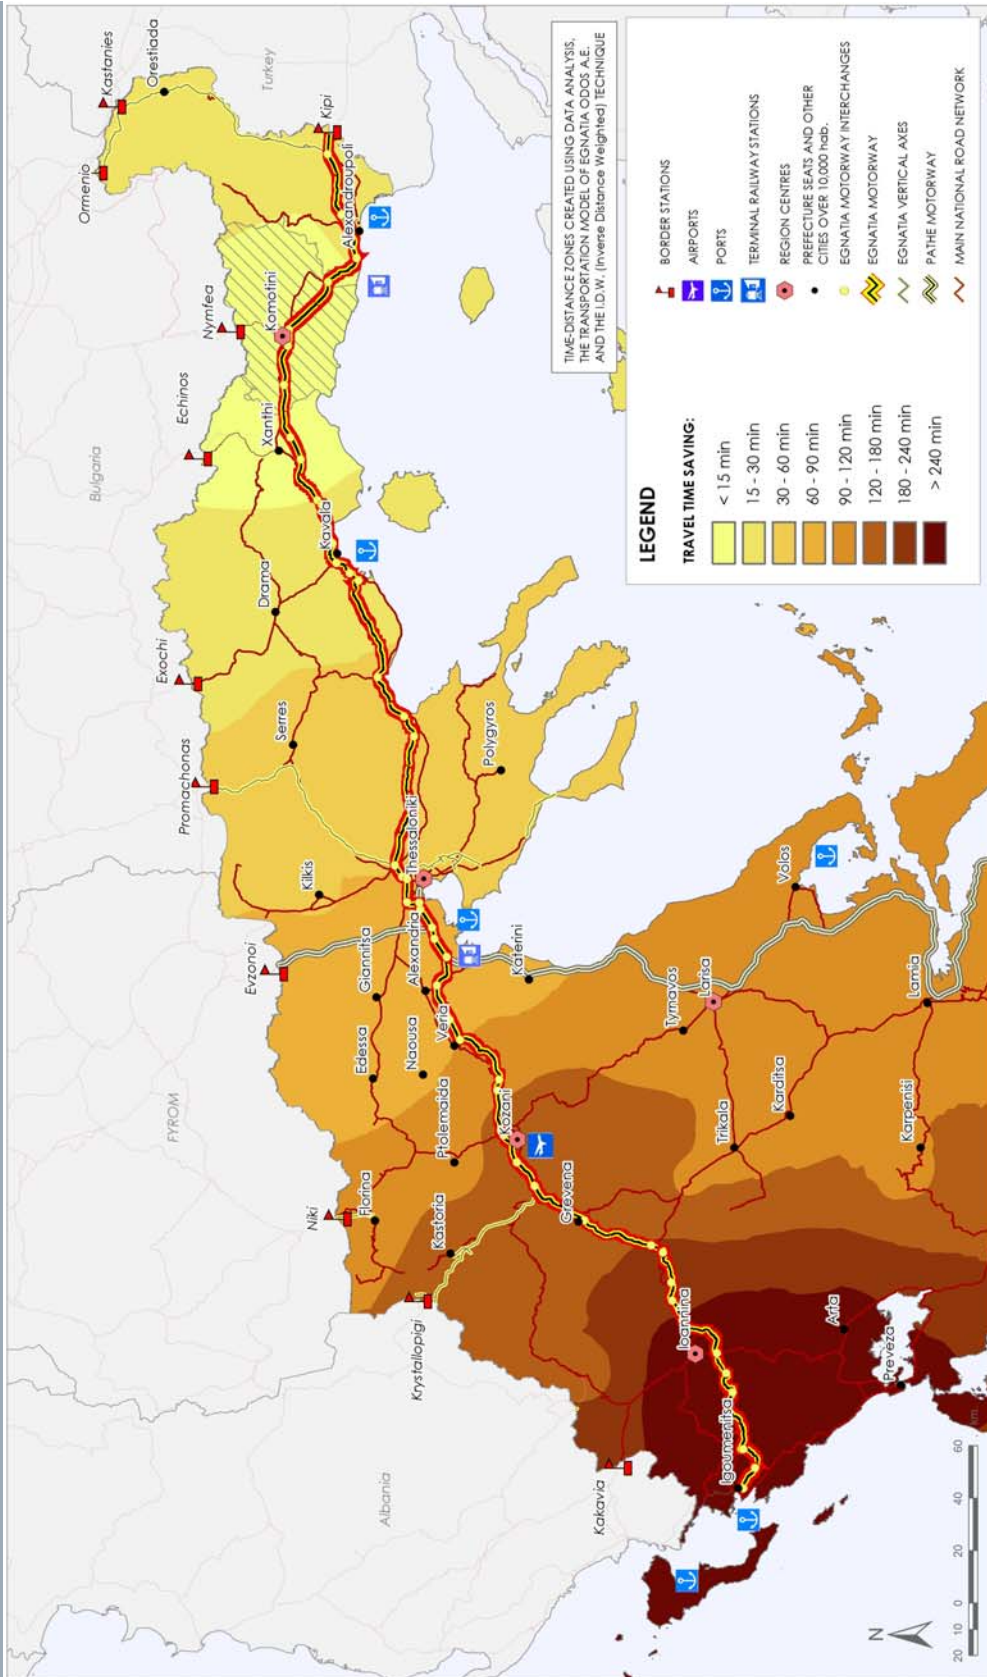 Ormenio
Kastanies
Orestiada
Turkey
Kipi
Alexandroupoli
Nymfea
Komotini
Echinos
Xanthi
Bulgaria
Kavala
Drama
Exochi
Serres
Promachonas
Polygyros
Thessaloniki
Kilkis
Evzonoi
Giannitsa
Alexandria
Katerini
Edessa
Naousa
Veria
FYROM
Ptolemaida
Kozani
Niki
Florina
Kastoria
Grevena
Krystallopigi
Volos
Larisa
Tyrnavos
Lamia
Karditsa
Trikala
Karpenisi
Ioannina
Arta
Preveza
Igoumenitsa
Kakavia
Albania
N
20 10 0 20 40 60
km.
TIME-DISTANCE ZONES CREATED USING DATA ANALYSIS,
THE TRANSPORTATION MODEL OF EGNATIA ODOS A.E.
AND THE I.D.W. (Inverse Distance Weighted) TECHNIQUE
LEGEND
TRAVEL TIME SAVING:
< 15 min
15 - 30 min
30 - 60 min
60 - 90 min
90 - 120 min
120 - 180 min
180 - 240 min
> 240 min
BORDER STATIONS
AIRPORTS
PORTS
TERMINAL RAILWAY STATIONS
REGION CENTRES
PREFECTURE SEATS AND OTHER
CITIES OVER 10.000 hab.
EGNATIA MOTORWAY INTERCHANGES
EGNATIA MOTORWAY
EGNATIA VERTICAL AXES
PATHE MOTORWAY
MAIN NATIONAL ROAD NETWORK